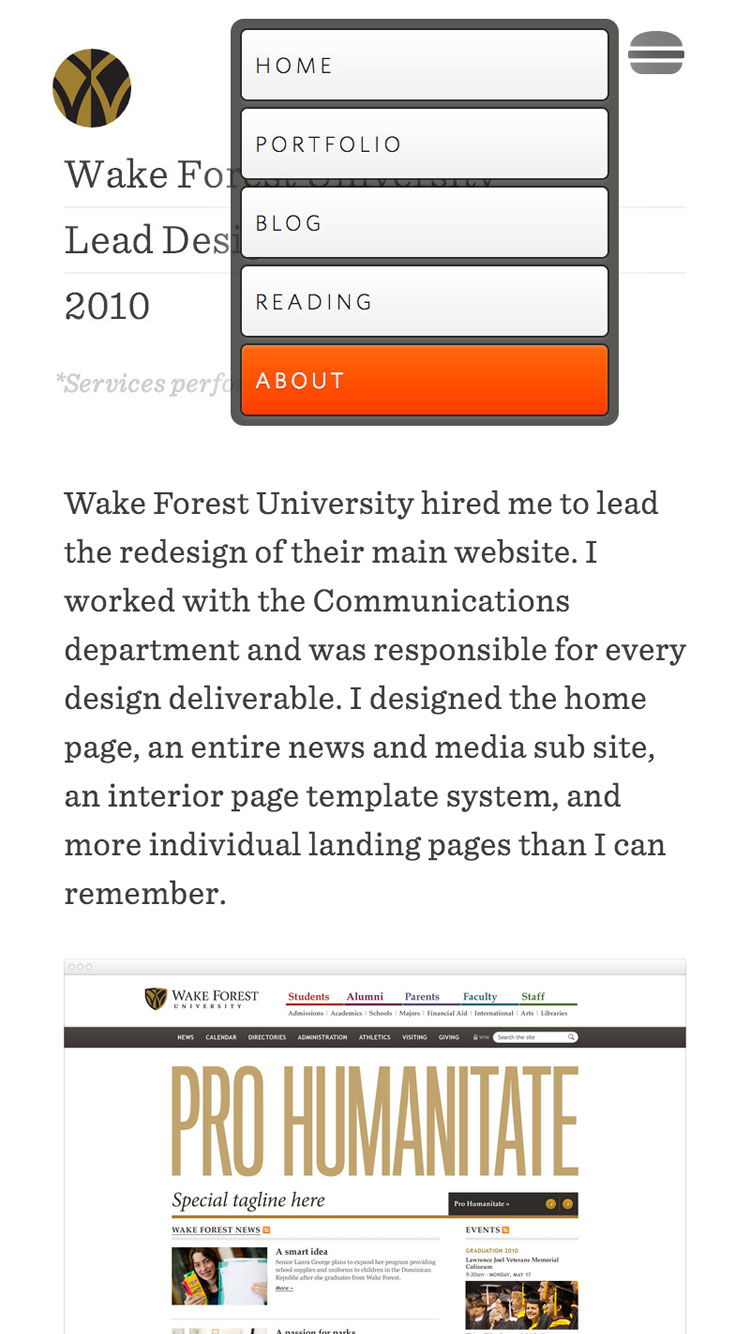 HOME
PORTFOLIO
Wake Forest University
BLOG
Lead Desi
READING
2010
ABOUT
*Services perfo
Wake Forest University hired me to lead
the redesign of their main website. I
worked with the Communications
department and was responsible for every
design deliverable. I designed the home
page, an entire news and media sub site,
an interior page template system, and
more individual landing pages than I can
remember.
WAKE FOREST
UNIVERSITY
Students Alumni Parents Faculty Staff
Admissions | Academics | Schools | Majors | Financial Aid | International | Arts | Libraries
NEWS CALENDAR DIRECTORIES ADMINISTRATION ATHLETICS VISITING GIVING WIN Search the site
PRO HUMANITATE
Special tagline here
Pro Humanitate »
WAKE FOREST NEWS
EVENTS
A smart idea
Senior Laura George plans to expand her program providing
school supplies and uniforms to children in the Dominican
Republic after she graduates from Wake Forest.
More »
GRADUATION 2010
Lawrence Joel Veterans Memorial
Coliseum
9:30am - MONDAY, MAY 17
A passion for parks